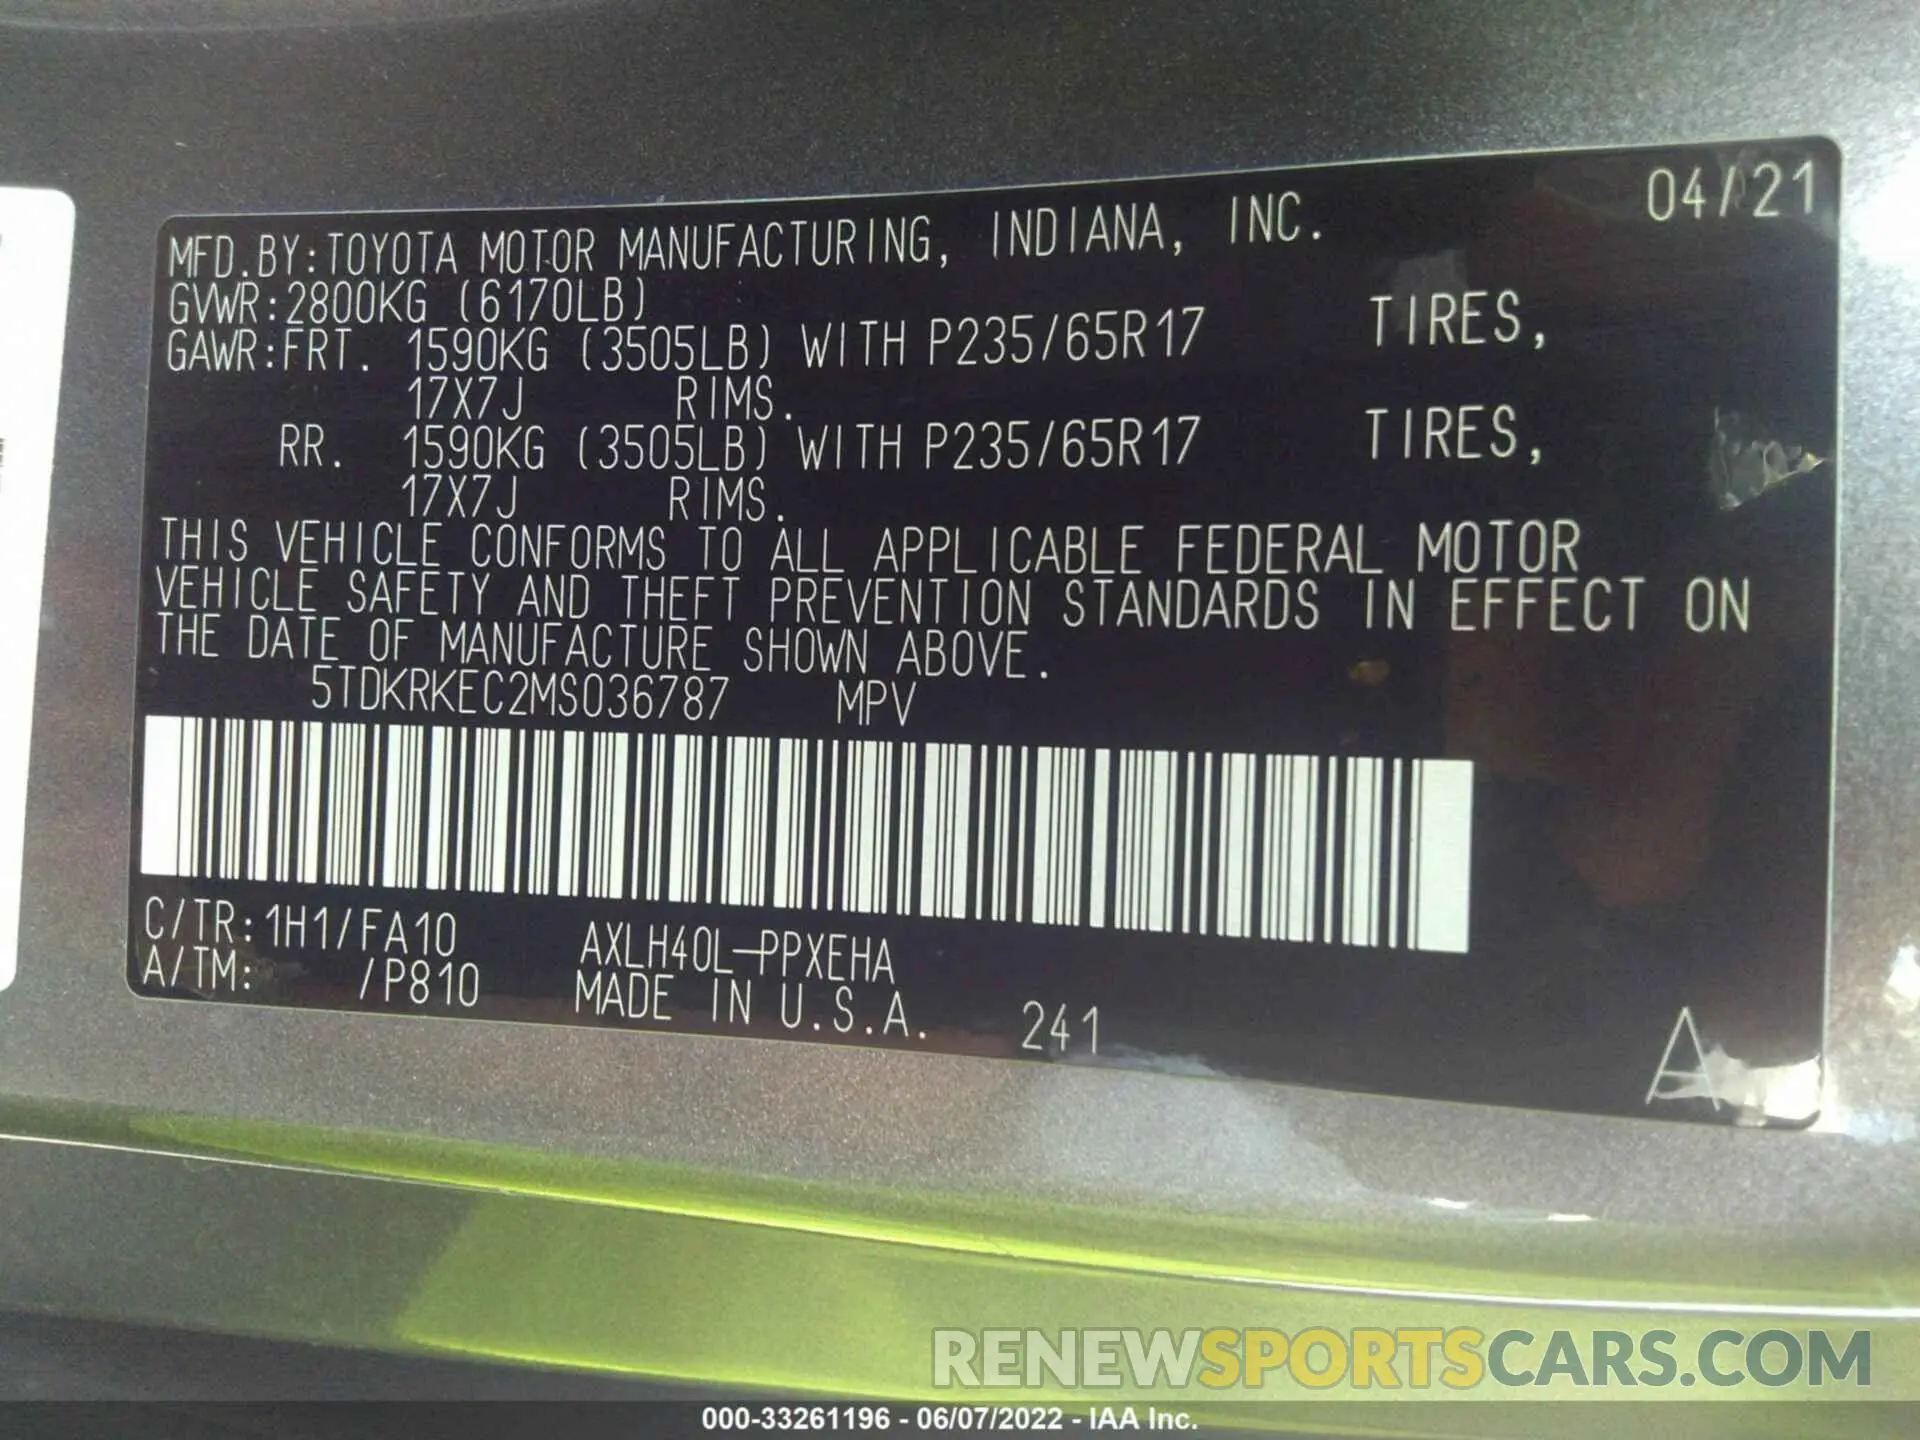 04/21
MFD.BY:TOYOTA MOTOR MANUFACTURING, INDIANA, INC.
GVWR:2800KG (6170LB)
GAWR:FRT. 1590KG (3505LB) WITH P235/65R17 TIRES,
17X7J RIMS.
RR. 1590KG (3505LB) WITH P235/65R17 TIRES,
17X7J RIMS.
THIS VEHICLE CONFORMS TO ALL APPLICABLE FEDERAL MOTOR
VEHICLE SAFETY AND THEFT PREVENTION STANDARDS IN EFFECT ON
THE DATE OF MANUFACTURE SHOWN ABOVE.
5TDKRKEC2MS036787 MPV
C/TR:1H1/FA10 AXLH40L-PPXEHA
A/TM: /P810 MADE IN U.S.A. 241
A
RENEWSPORTSCARS.COM
000-33261196 - 06/07/2022 - IAA Inc.